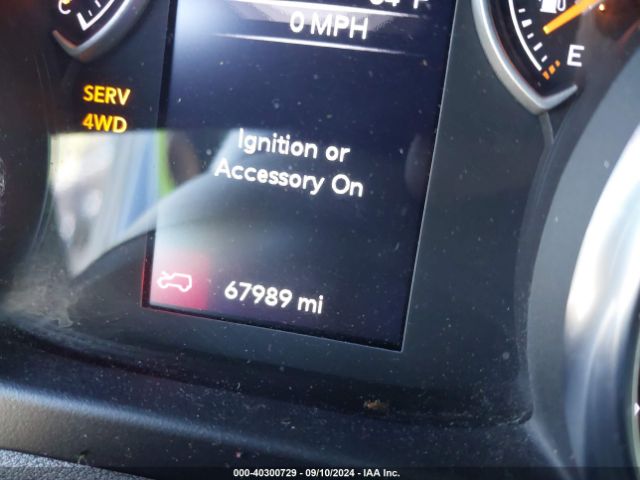 0 MPH
E
SERV
4WD
Ignition or
Accessory On
67989 mi
000-40300729 - 09/10/2024 - IAA Inc.